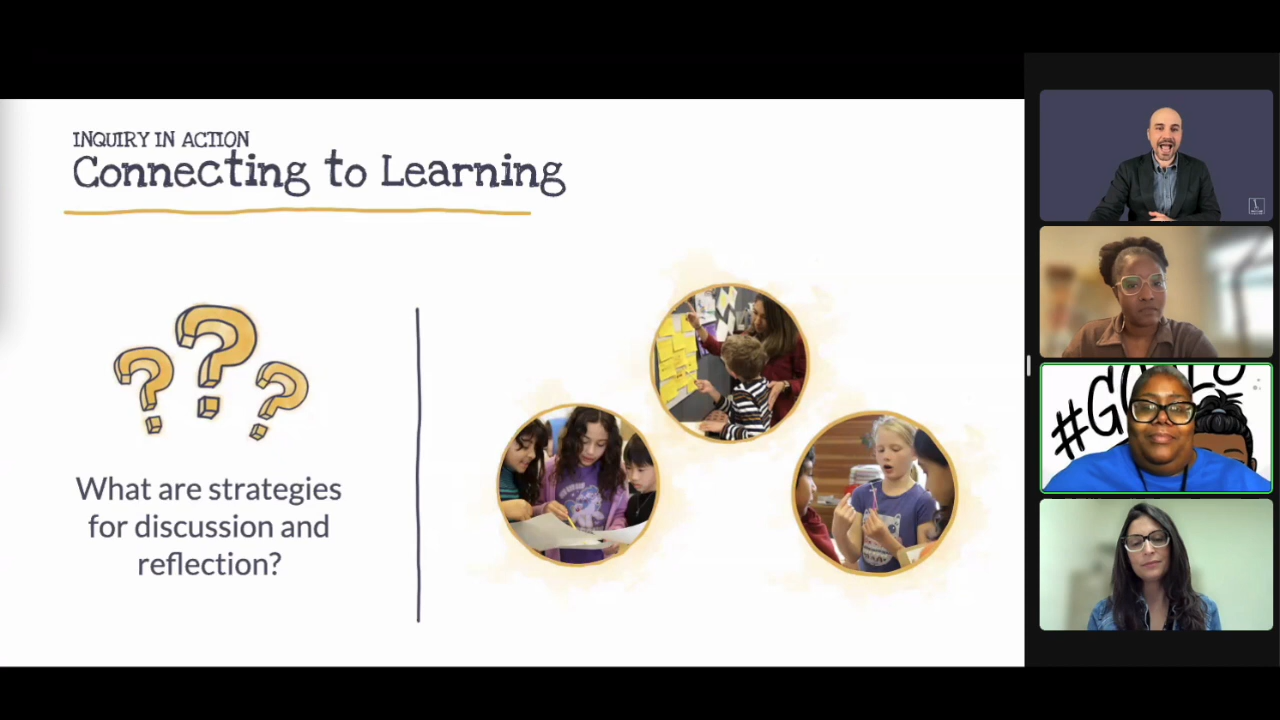 INQUIRY IN ACTION
Connecting to Learning
What are strategies
for discussion and
reflection?